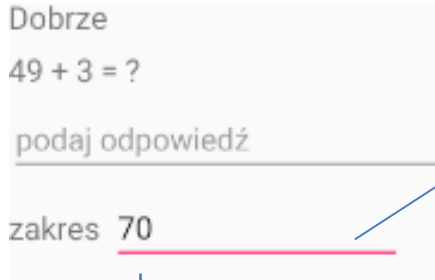 Dobrze
49 + 3 = ?
podaj odpowiedź
zakres 70